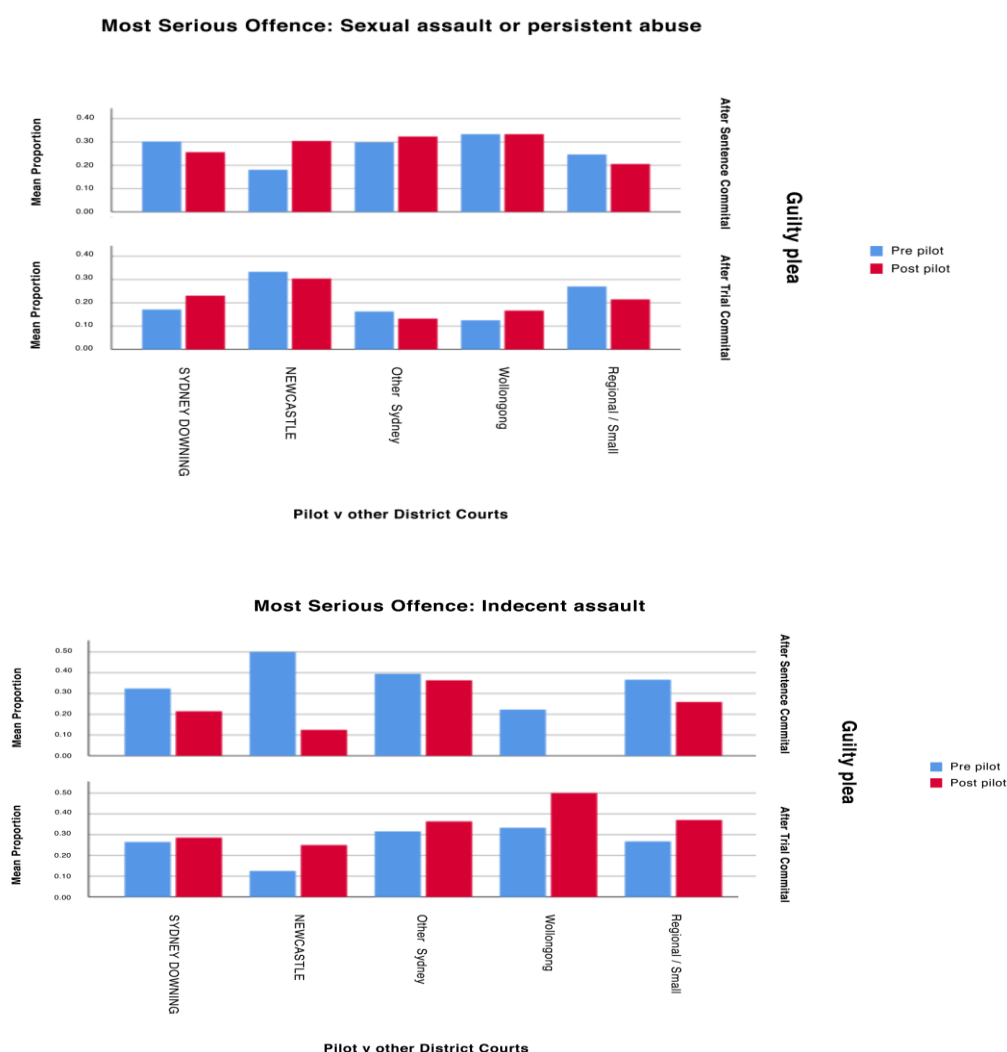 Most Serious Offence: Sexual assault or persistent abuse
Mean Proportion
0.40
0.30
0.20
0.10
0.00
After Sentence Commital
Mean Proportion
0.40
0.30
0.20
0.10
0.00
After Trial Commital
Guilty plea
Pre pilot
Post pilot
SYDNEY DOWNING
NEWCASTLE
Other Sydney
Wollongong
Regional / Small
Pilot v other District Courts
Most Serious Offence: Indecent assault
Mean Proportion
0.50
0.40
0.30
0.20
0.10
0.00
After Sentence Commital
Mean Proportion
0.50
0.40
0.30
0.20
0.10
0.00
After Trial Commital
Guilty plea
Pre pilot
Post pilot
SYDNEY DOWNING
NEWCASTLE
Other Sydney
Wollongong
Regional / Small
Pilot v other District Courts